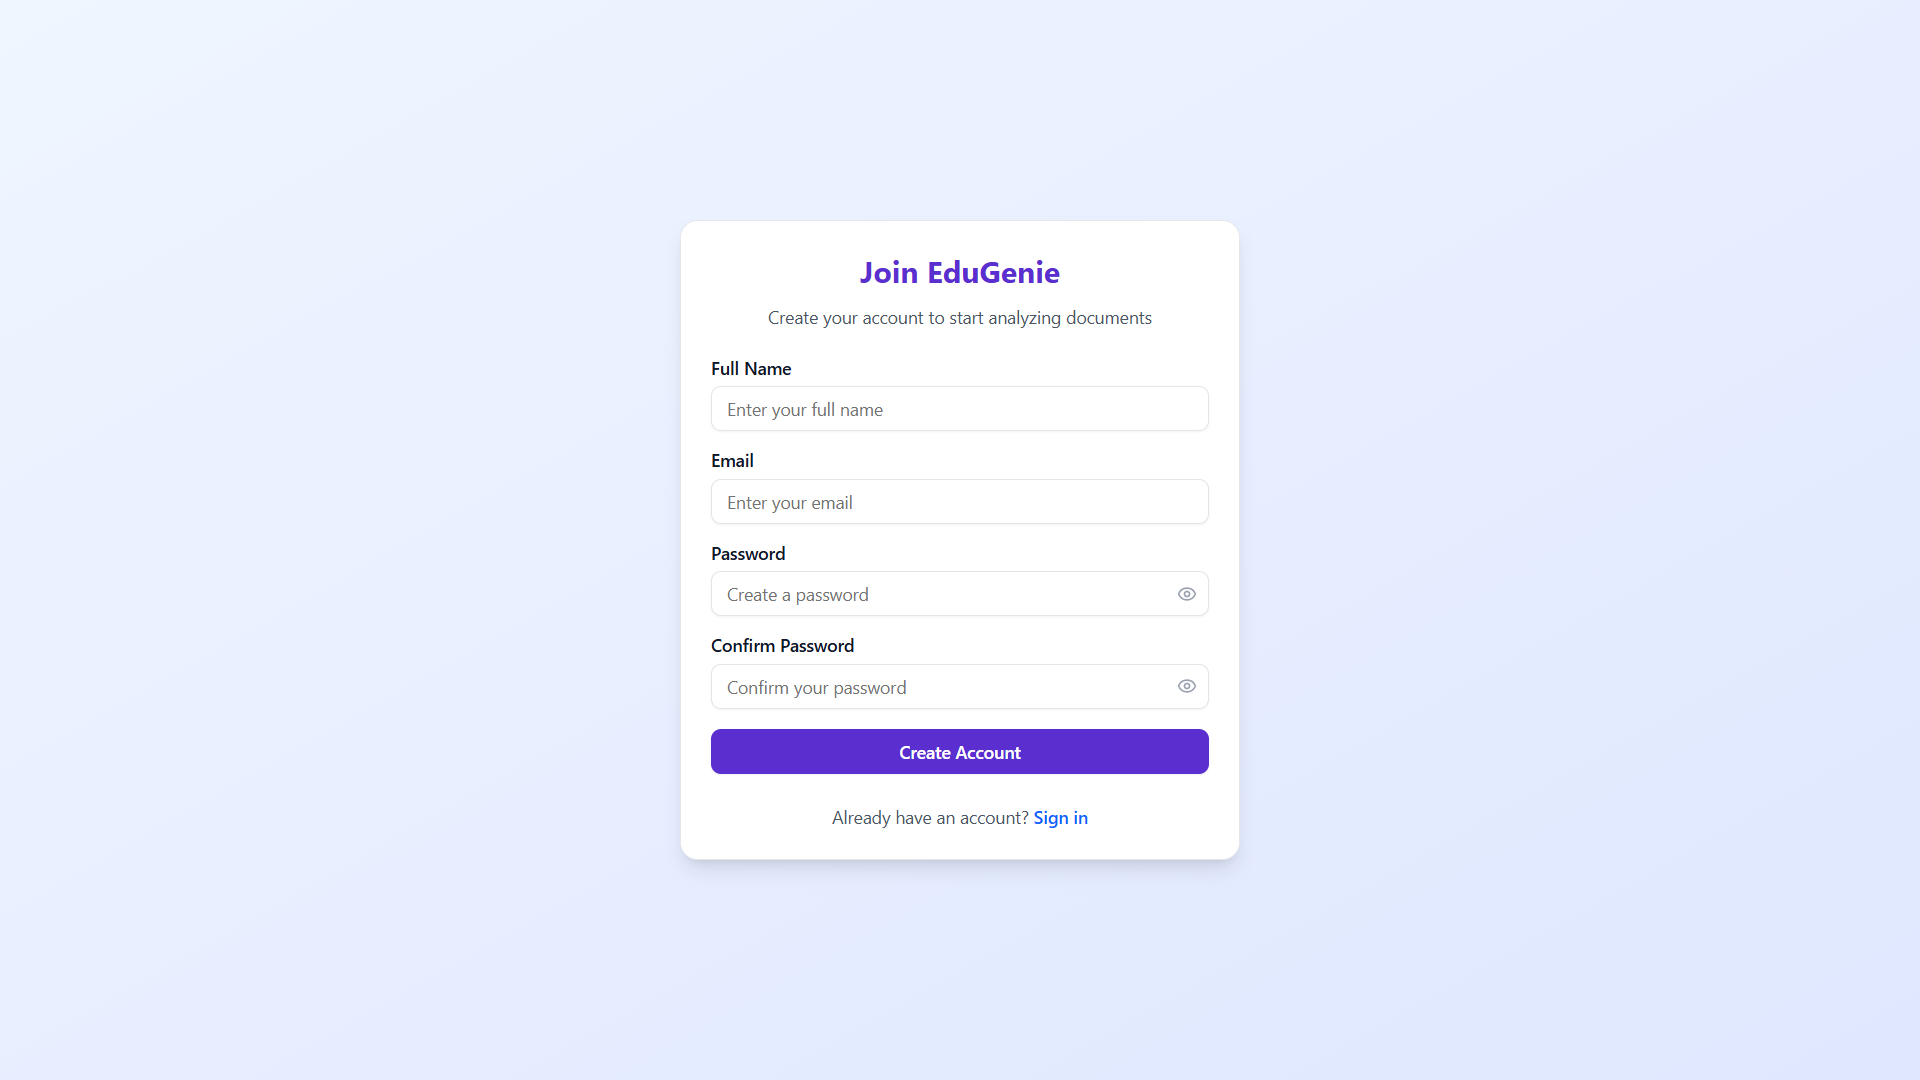 Join EduGenie
Create your account to start analyzing documents
Full Name
Enter your full name
Email
Enter your email
Password
Create a password
Confirm Password
Confirm your password
Create Account
Already have an account? Sign in